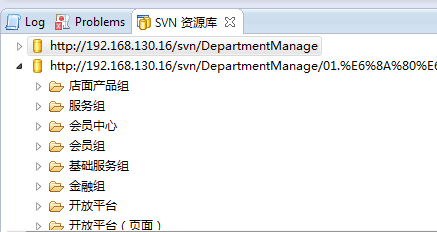 Log Problems SVN 资源库
http://192.168.130.16/svn/DepartmentManage
http://192.168.130.16/svn/DepartmentManage/01.%E6%8A%80%E6
店面产品组
服务组
会员中心
会员组
基础服务组
金融组
开放平台
开放平台（页面）